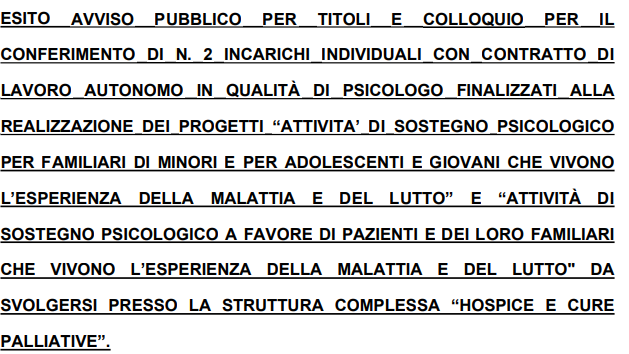 ESITO AVVISO PUBBLICO PER TITOLI E COLLOQUIO PER IL
CONFERIMENTO DI N. 2 INCARICHI INDIVIDUALI CON CONTRATTO DI
LAVORO AUTONOMO IN QUALITÀ DI PSICOLOGO FINALIZZATI ALLA
REALIZZAZIONE DEI PROGETTI “ATTIVITA’ DI SOSTEGNO PSICOLOGICO
PER FAMILIARI DI MINORI E PER ADOLESCENTI E GIOVANI CHE VIVONO
L’ESPERIENZA DELLA MALATTIA E DEL LUTTO” E “ATTIVITÀ DI
SOSTEGNO PSICOLOGICO A FAVORE DI PAZIENTI E DEI LORO FAMILIARI
CHE VIVONO L’ESPERIENZA DELLA MALATTIA E DEL LUTTO" DA
SVOLGERSI PRESSO LA STRUTTURA COMPLESSA “HOSPICE E CURE
PALLIATIVE”.